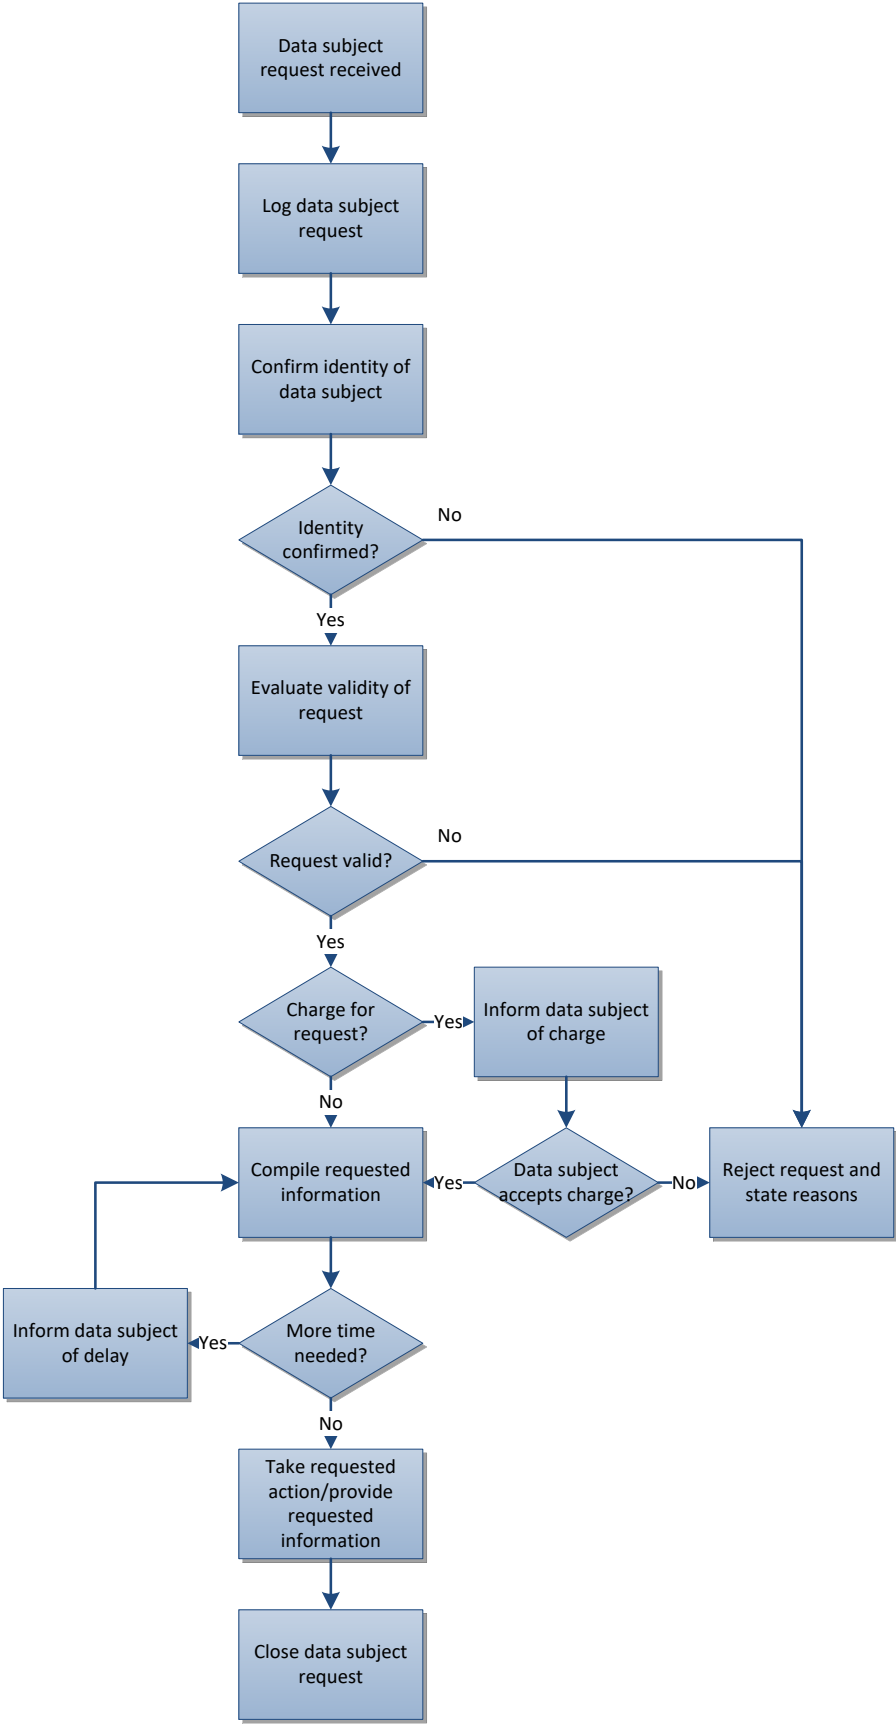 Data subject
request received
Log data subject
request
Confirm identity of
data subject
Identity
confirmed?
No
Yes
Evaluate validity of
request
Request valid?
No
Yes
Charge for
request?
Yes
Inform data subject
of charge
No
Compile requested
information
Yes
Data subject
accepts charge?
No
Reject request and
state reasons
Inform data subject
of delay
Yes
More time
needed?
No
Take requested
action/provide
requested
information
Close data subject
request